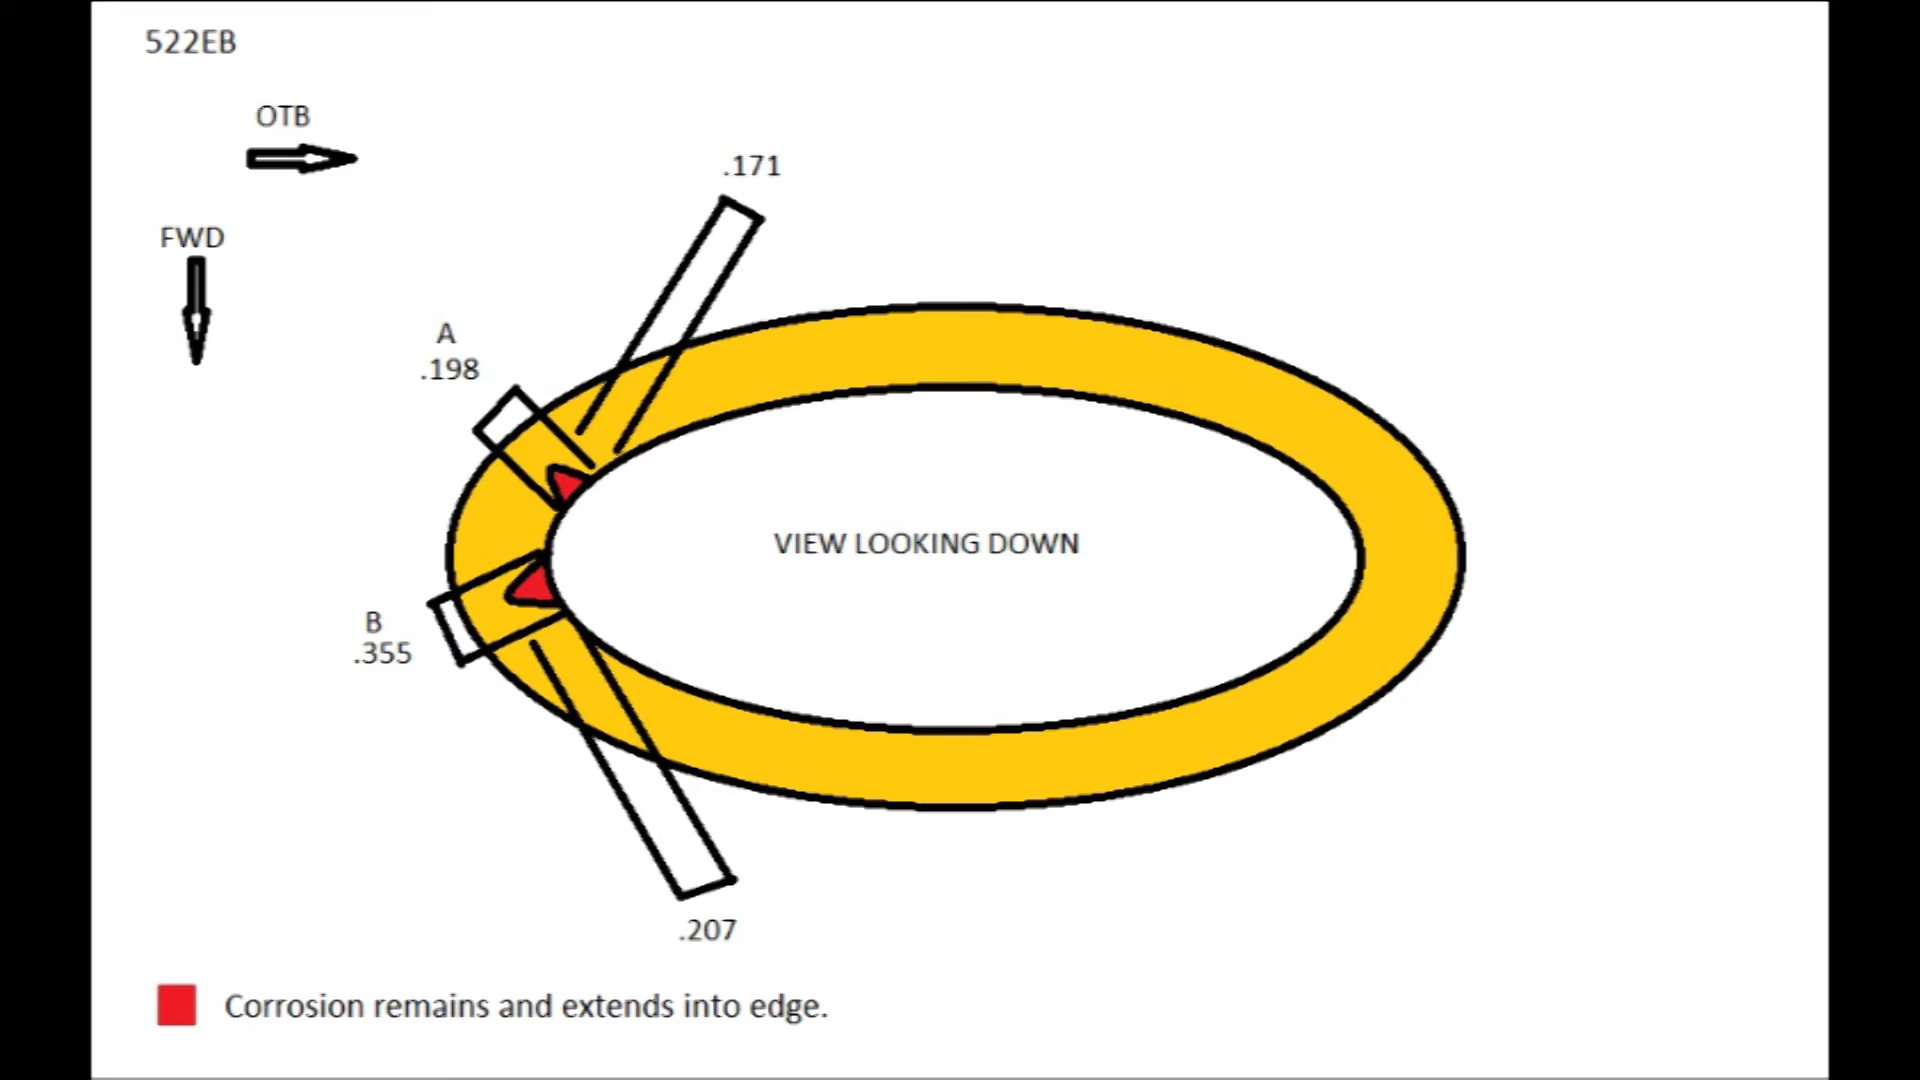 522EB
OTB
.171
FWD
A
.198
VIEW LOOKING DOWN
B
.355
.207
Corrosion remains and extends into edge.